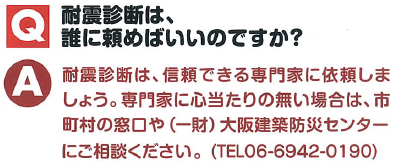 Q 耐震診断は、
誰に頼めばいいのですか?
A 耐震診断は、信頼できる専門家に依頼しま
しょう。専門家に心当たりの無い場合は、市
町村の窓口や(一財)大阪建築防災センター
にご相談ください。(TEL06-6942-0190)